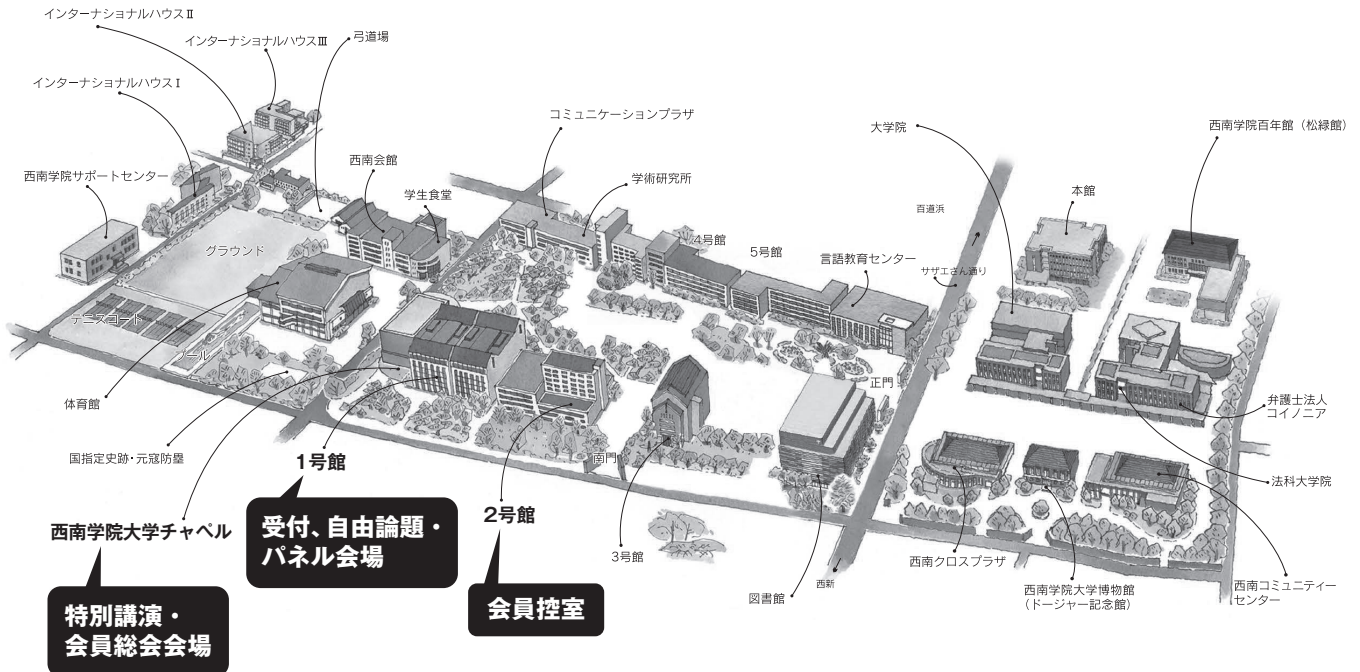 インターナショナルハウスⅡ
インターナショナルハウスⅢ
弓道場
インターナショナルハウスⅠ
コミュニケーションプラザ
大学院
西南学院百年館（松緑館）
西南会館
西南学院サポートセンター
学術研究所
学生食堂
本館
百道浜
グラウンド
4号館
5号館
言語教育センター
サザエさん通り
テニスコート
プール
正門
体育館
弁護士法人
コイノニア
国指定史跡・元寇防塁
1号館
南門
法科大学院
西南学院大学チャペル
受付、自由論題・
パネル会場
2号館
3号館
西南クロスプラザ
西新
図書館
西南学院大学博物館
（ドージャー記念館）
西南コミュニティー
センター
会員控室
特別講演・
会員総会会場